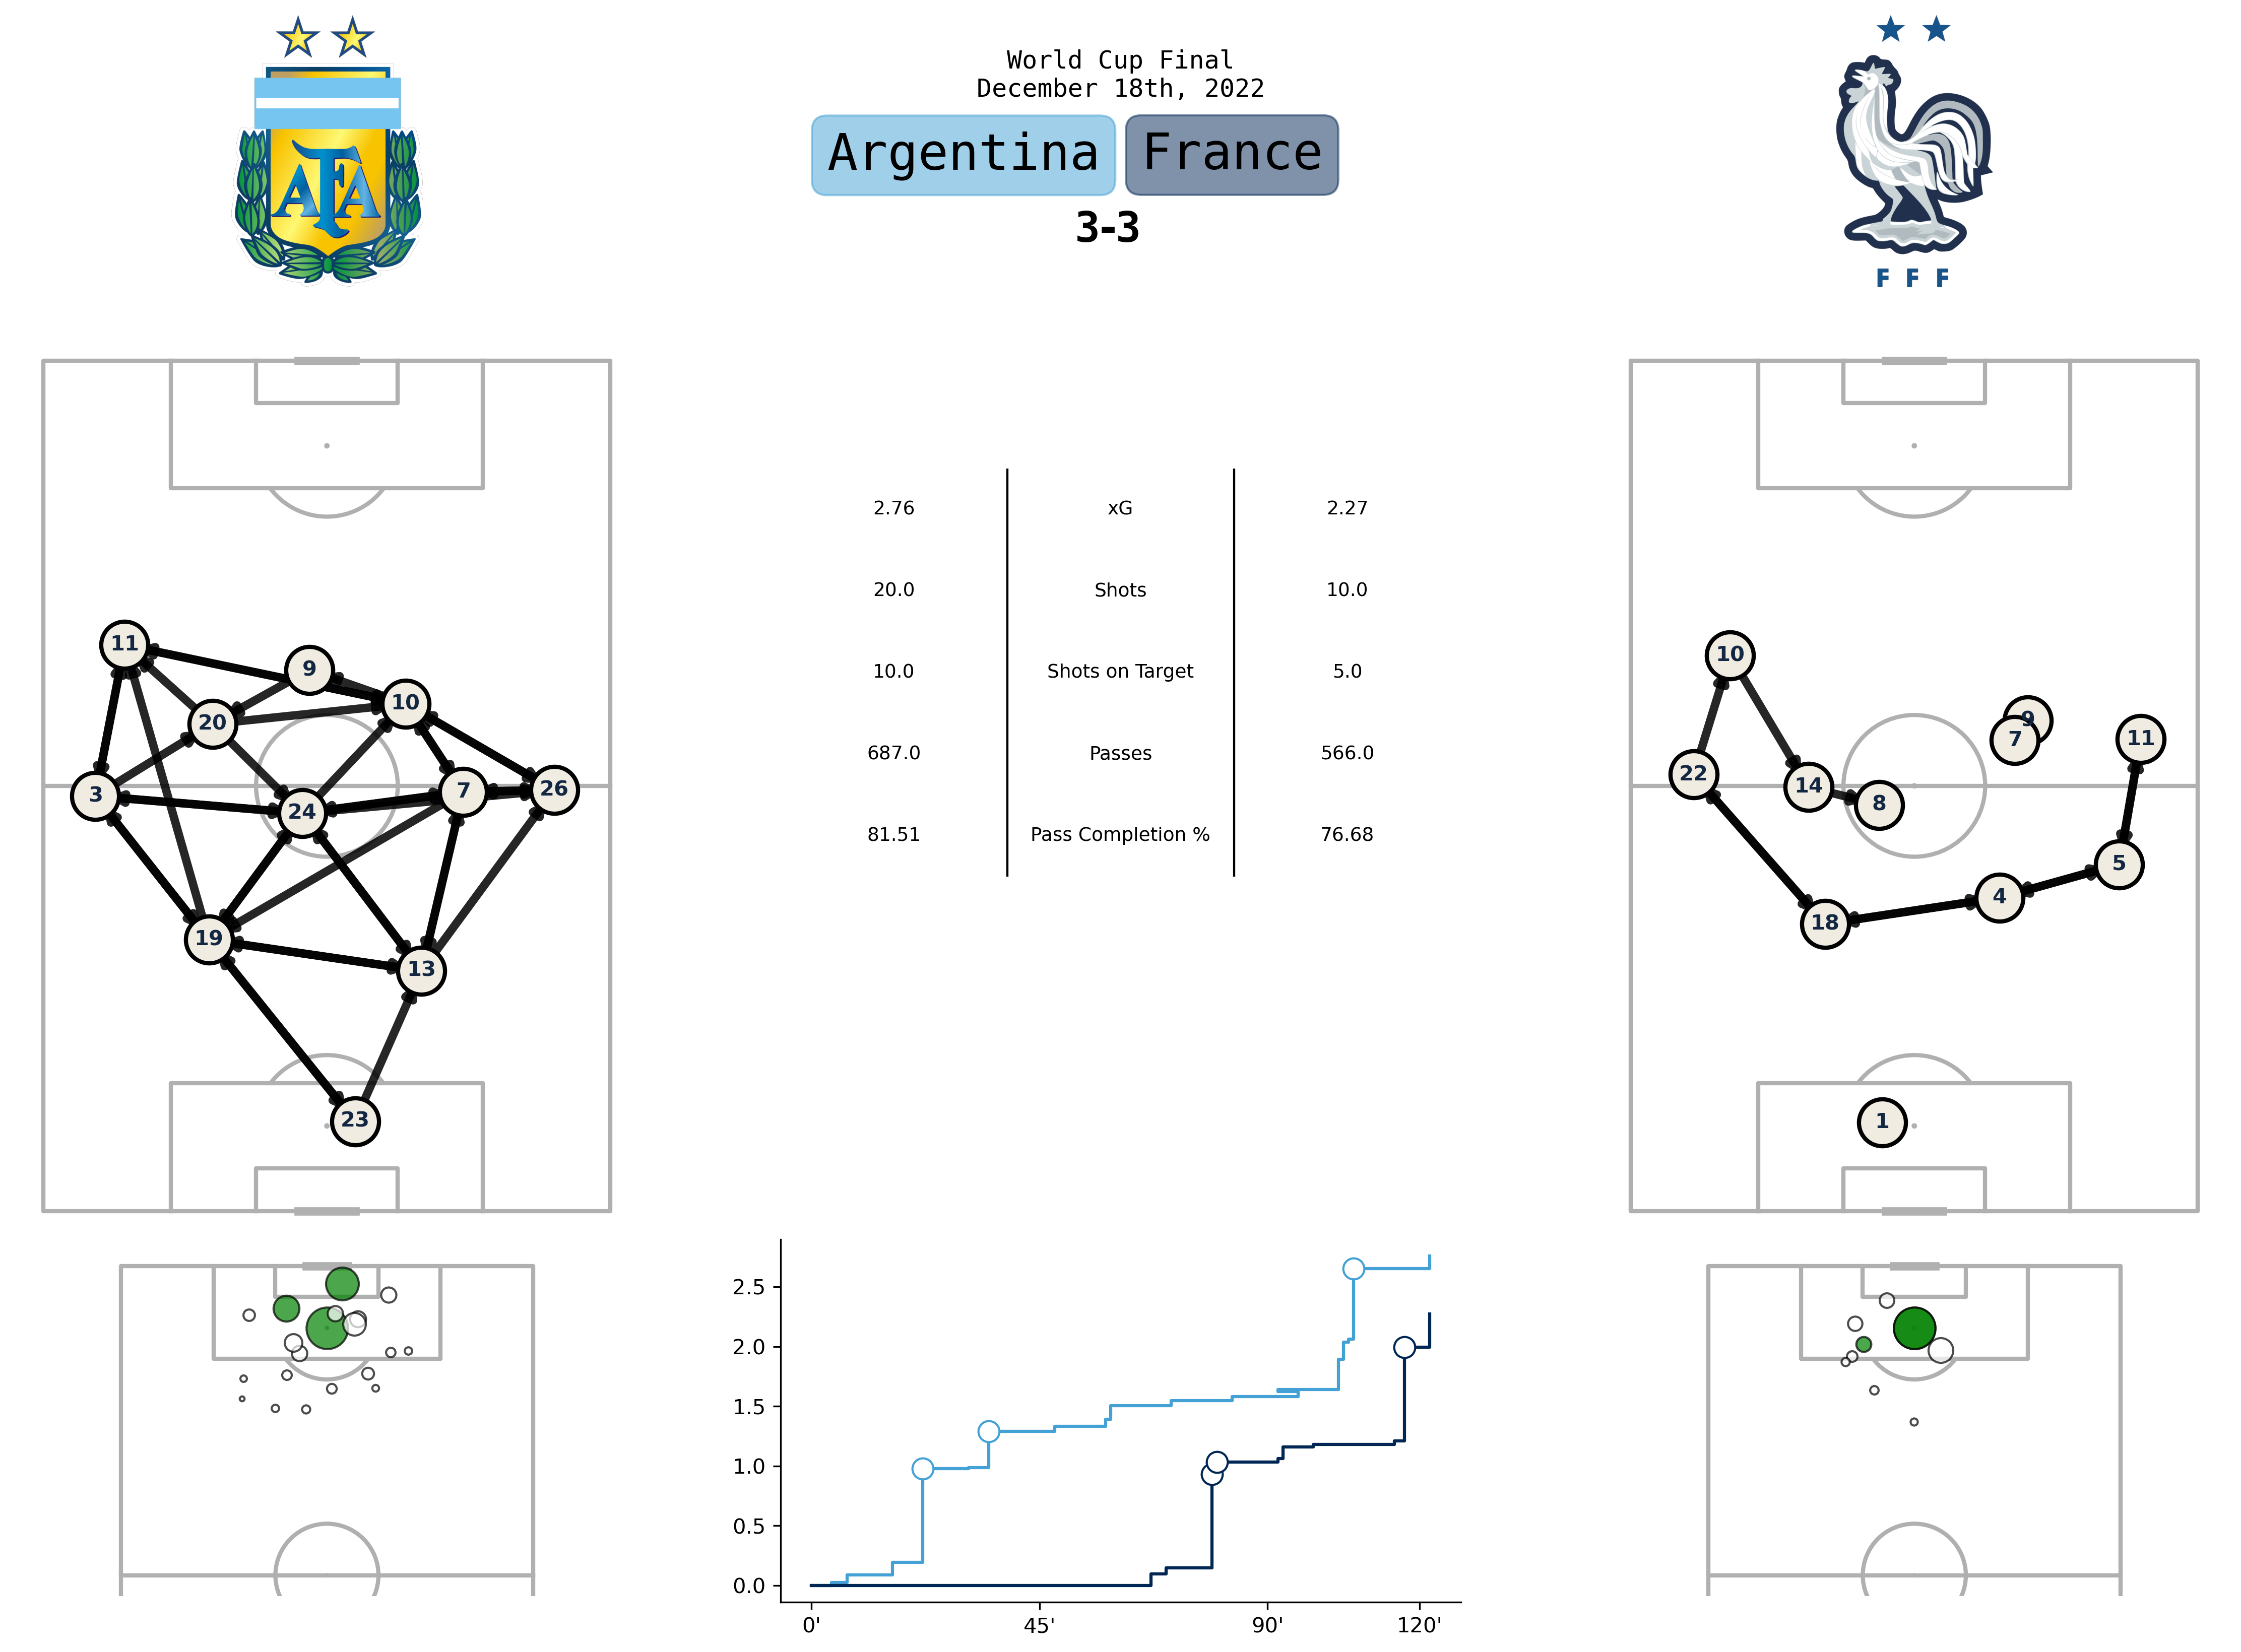 World Cup Final
December 18th, 2022
Argentina France
3-3
AFA
F F F
2.76 xG 2.27
20.0 Shots 10.0
10.0 Shots on Target 5.0
687.0 Passes 566.0
81.51 Pass Completion % 76.68
11
9
10
20
3
24
7
26
19
13
23
10
9
7
11
22
14
8
5
4
18
1
2.5
2.0
1.5
1.0
0.5
0.0
0' 45' 90' 120'